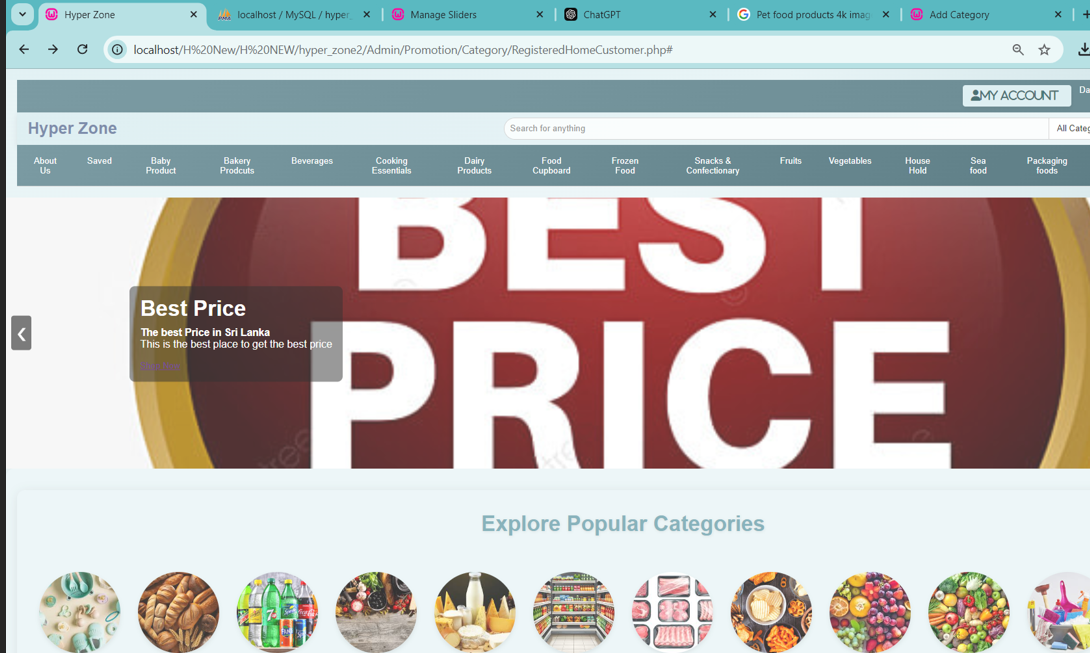 Hyper Zone
localhost / MySQL / hyper_
Manage Sliders
ChatGPT
Pet food products 4k imag
Add Category
localhost/H%20New/H%20NEW/hyper_zone2/Admin/Promotion/Category/RegisteredHomeCustomer.php#
MY ACCOUNT
Da
Hyper Zone
Search for anything
All Categ
About Us
Saved
Baby Product
Bakery Prodcuts
Beverages
Cooking Essentials
Dairy Products
Food Cupboard
Frozen Food
Snacks & Confectionary
Fruits
Vegetables
House Hold
Sea food
Packaging foods
BEST
PRICE
Best Price
The best Price in Sri Lanka
This is the best place to get the best price
Explore Popular Categories